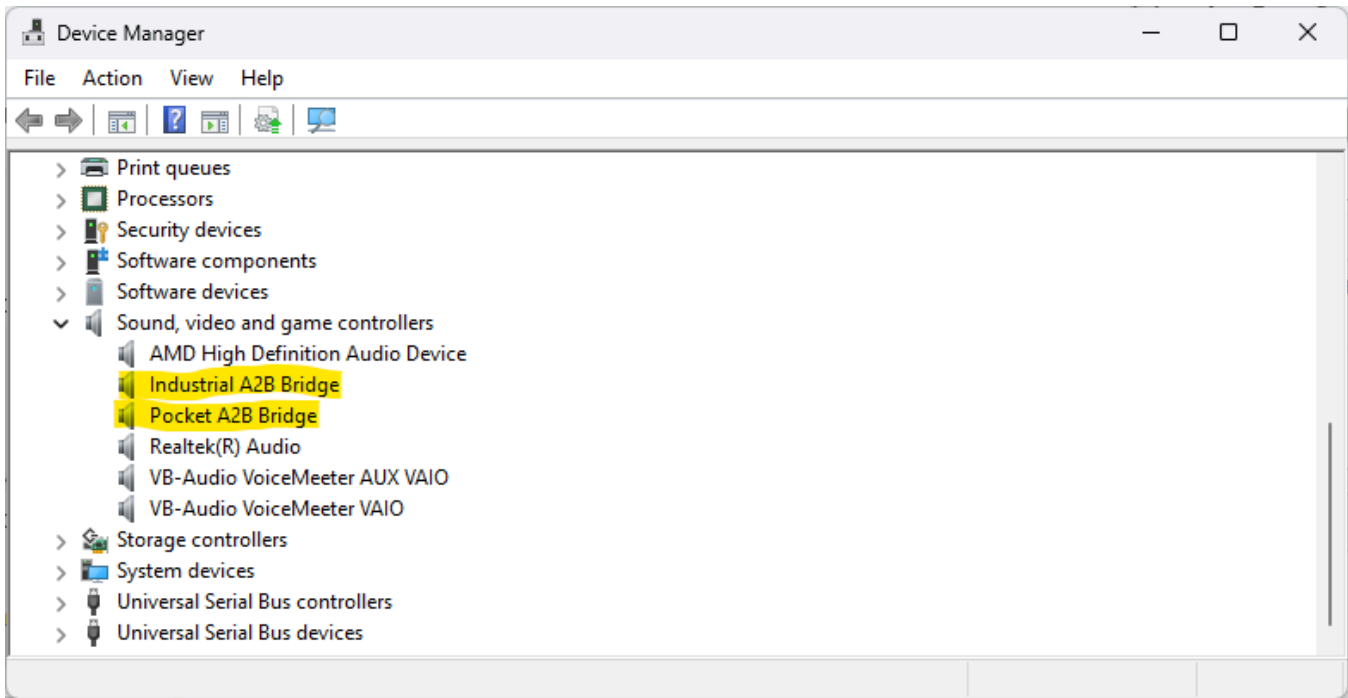 Device Manager
File Action View Help
Print queues
Processors
Security devices
Software components
Software devices
Sound, video and game controllers
AMD High Definition Audio Device
Industrial A2B Bridge
Pocket A2B Bridge
Realtek(R) Audio
VB-Audio VoiceMeeter AUX VAIO
VB-Audio VoiceMeeter VAIO
Storage controllers
System devices
Universal Serial Bus controllers
Universal Serial Bus devices